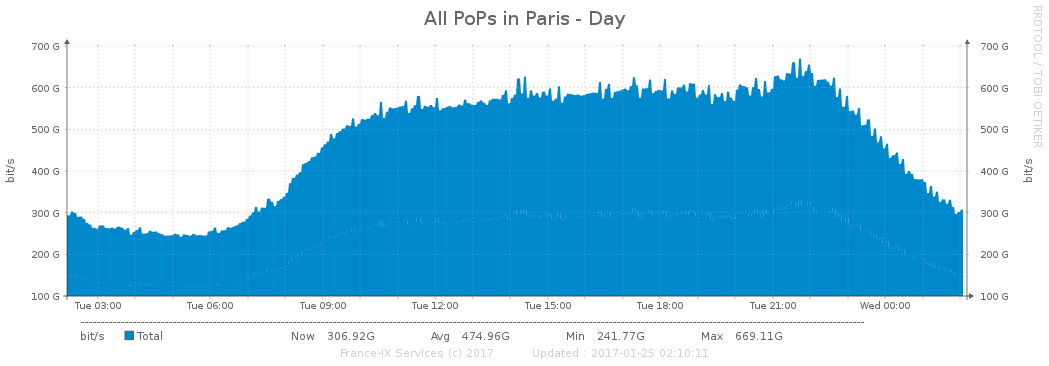 All PoPs in Paris - Day
RRDTOOL / TOBI OETIKER
700 G 700 G
600 G 600 G
500 G 500 G
400 G 400 G
bit/s bit/s
300 G 300 G
200 G 200 G
100 G 100 G
Tue 03:00 Tue 06:00 Tue 09:00 Tue 12:00 Tue 15:00 Tue 18:00 Tue 21:00 Wed 00:00
bit/s Total Now 306.92G Avg 474.96G Min 241.77G Max 669.11G
France-IX Services (c) 2017 Updated : 2017-01-25 02:10:11